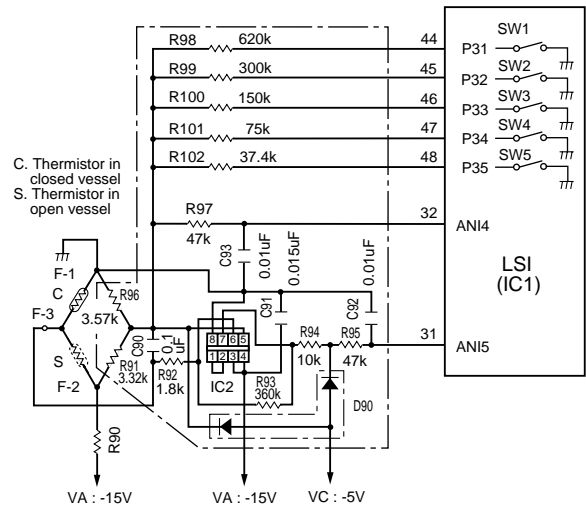 R98 620k 44 P31 SW1
R99 300k 45 P32 SW2
R100 150k 46 P33 SW3
R101 75k 47 P34 SW4
R102 37.4k 48 P35 SW5
C. Thermistor in
closed vessel
S. Thermistor in
open vessel
R97
47k
32 ANI4
C93
0.01uF
0.015uF
C91
0.01uF
C92
LSI
(IC1)
F-1
C
R96
F-3
3.57k
S
R91
3.32k
F-2
C90
0.1
uF
R92
1.8k
8 7 6 5
1 2 3 4
IC2
R93
360k
R94
10k
R95
47k
31 ANI5
D90
R90
VA : -15V
VA : -15V
VC : -5V